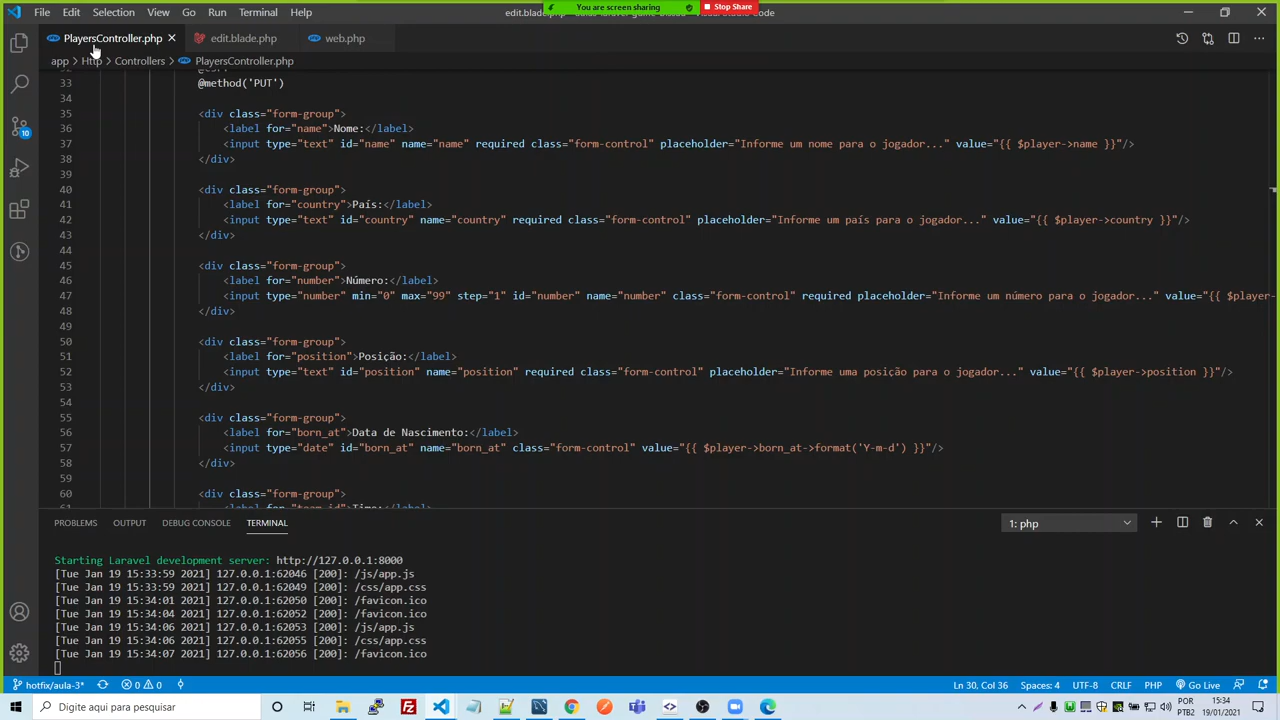 File Edit Selection View Go Run Terminal Help
You are screen sharing
Stop Share
PlayersController.php
edit.blade.php
web.php
app > Http > Controllers > PlayersController.php
33 @method('PUT')
34
35 <div class="form-group">
36 <label for="name">Nome:</label>
37 <input type="text" id="name" name="name" required class="form-control" placeholder="Informe um nome para o jogador..." value="{{ $player->name }}"/>
38 </div>
39
40 <div class="form-group">
41 <label for="country">País:</label>
42 <input type="text" id="country" name="country" required class="form-control" placeholder="Informe um país para o jogador..." value="{{ $player->country }}"/>
43 </div>
44
45 <div class="form-group">
46 <label for="number">Número:</label>
47 <input type="number" min="0" max="99" step="1" id="number" name="number" class="form-control" required placeholder="Informe um número para o jogador..." value="{{ $player-
48 </div>
49
50 <div class="form-group">
51 <label for="position">Posição:</label>
52 <input type="text" id="position" name="position" required class="form-control" placeholder="Informe uma posição para o jogador..." value="{{ $player->position }}"/>
53 </div>
54
55 <div class="form-group">
56 <label for="born_at">Data de Nascimento:</label>
57 <input type="date" id="born_at" name="born_at" class="form-control" value="{{ $player->born_at->format('Y-m-d') }}"/>
58 </div>
59
60 <div class="form-group">
PROBLEMS OUTPUT DEBUG CONSOLE TERMINAL
1: php
Starting Laravel development server: http://127.0.0.1:8000
[Tue Jan 19 15:33:59 2021] 127.0.0.1:62046 [200]: /js/app.js
[Tue Jan 19 15:33:59 2021] 127.0.0.1:62049 [200]: /css/app.css
[Tue Jan 19 15:34:01 2021] 127.0.0.1:62050 [200]: /favicon.ico
[Tue Jan 19 15:34:04 2021] 127.0.0.1:62052 [200]: /favicon.ico
[Tue Jan 19 15:34:06 2021] 127.0.0.1:62053 [200]: /js/app.js
[Tue Jan 19 15:34:06 2021] 127.0.0.1:62055 [200]: /css/app.css
[Tue Jan 19 15:34:07 2021] 127.0.0.1:62056 [200]: /favicon.ico
hotfix/aula-3* 0 0 Ln 30, Col 36 Spaces: 4 UTF-8 CRLF PHP Go Live
Digite aqui para pesquisar
POR 15:34
PTB2 19/01/2021
10